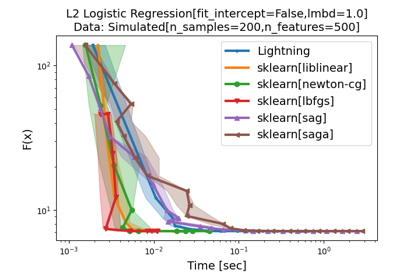 L2 Logistic Regression[fit_intercept=False,lmbd=1.0]
Data: Simulated[n_samples=200,n_features=500]
Lightning
sklearn[liblinear]
sklearn[newton-cg]
sklearn[lbfgs]
sklearn[sag]
sklearn[saga]
F(x)
10²
10¹
10⁻³ 10⁻² 10⁻¹ 10⁰
Time [sec]